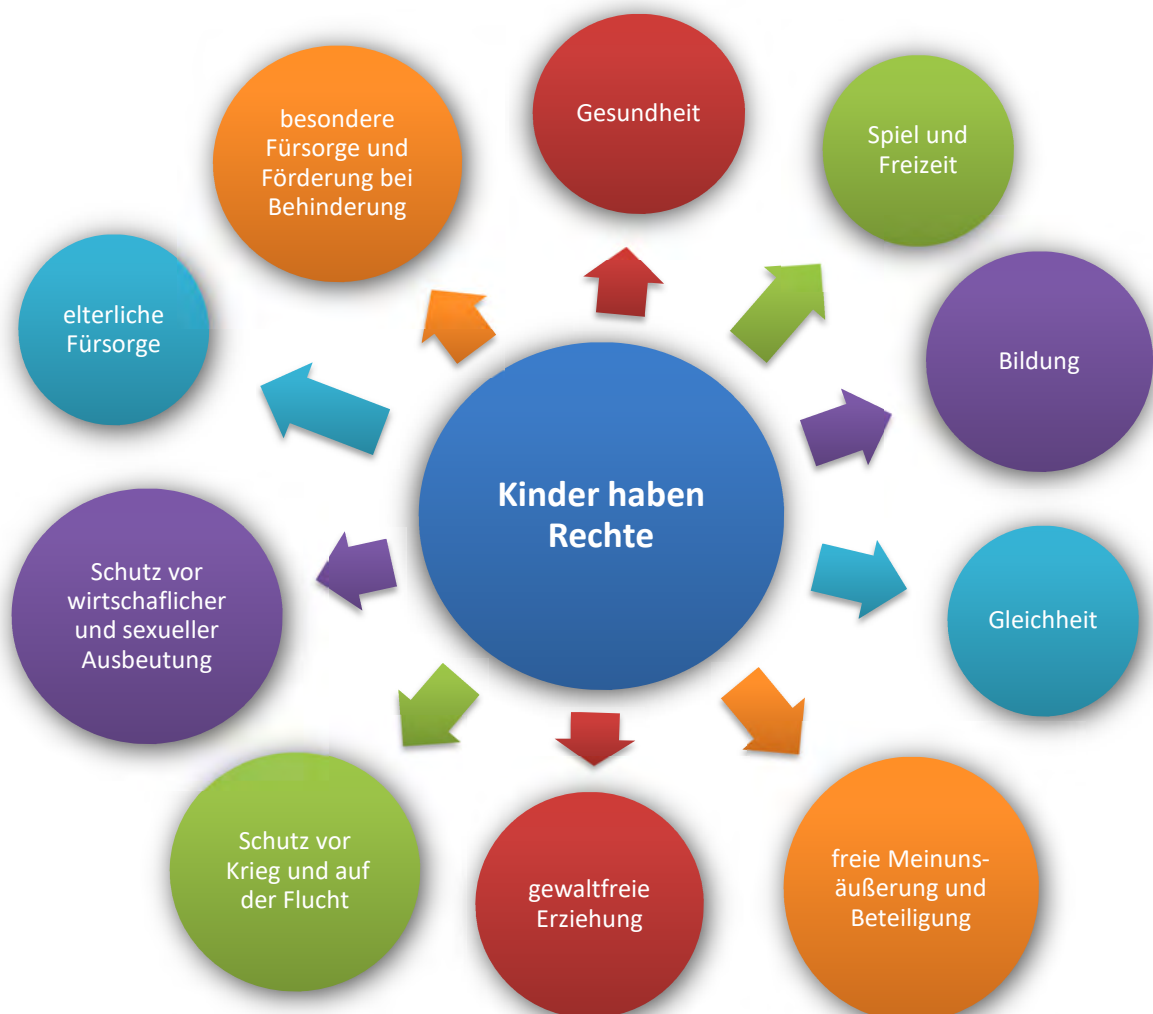 Kinder haben
Rechte
Gesundheit
Spiel und
Freizeit
Bildung
Gleichheit
freie Meinuns-
äußerung und
Beteiligung
gewaltfreie
Erziehung
Schutz vor
Krieg und auf
der Flucht
Schutz vor
wirtschaflicher
und sexueller
Ausbeutung
elterliche
Fürsorge
besondere
Fürsorge und
Förderung bei
Behinderung